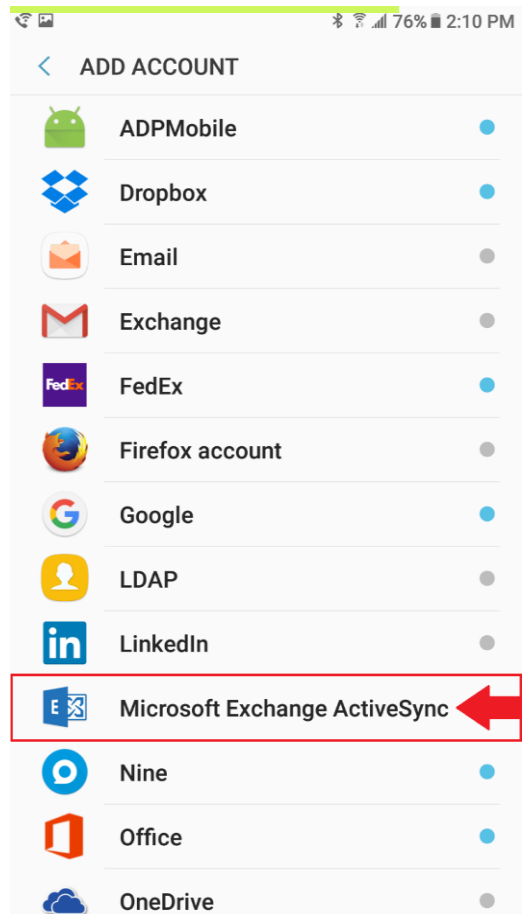 76% 2:10 PM
ADD ACCOUNT
ADPMobile
Dropbox
Email
Exchange
FedEx FedEx
Firefox account
G Google
LDAP
in LinkedIn
E Microsoft Exchange ActiveSync
Nine
Office
OneDrive